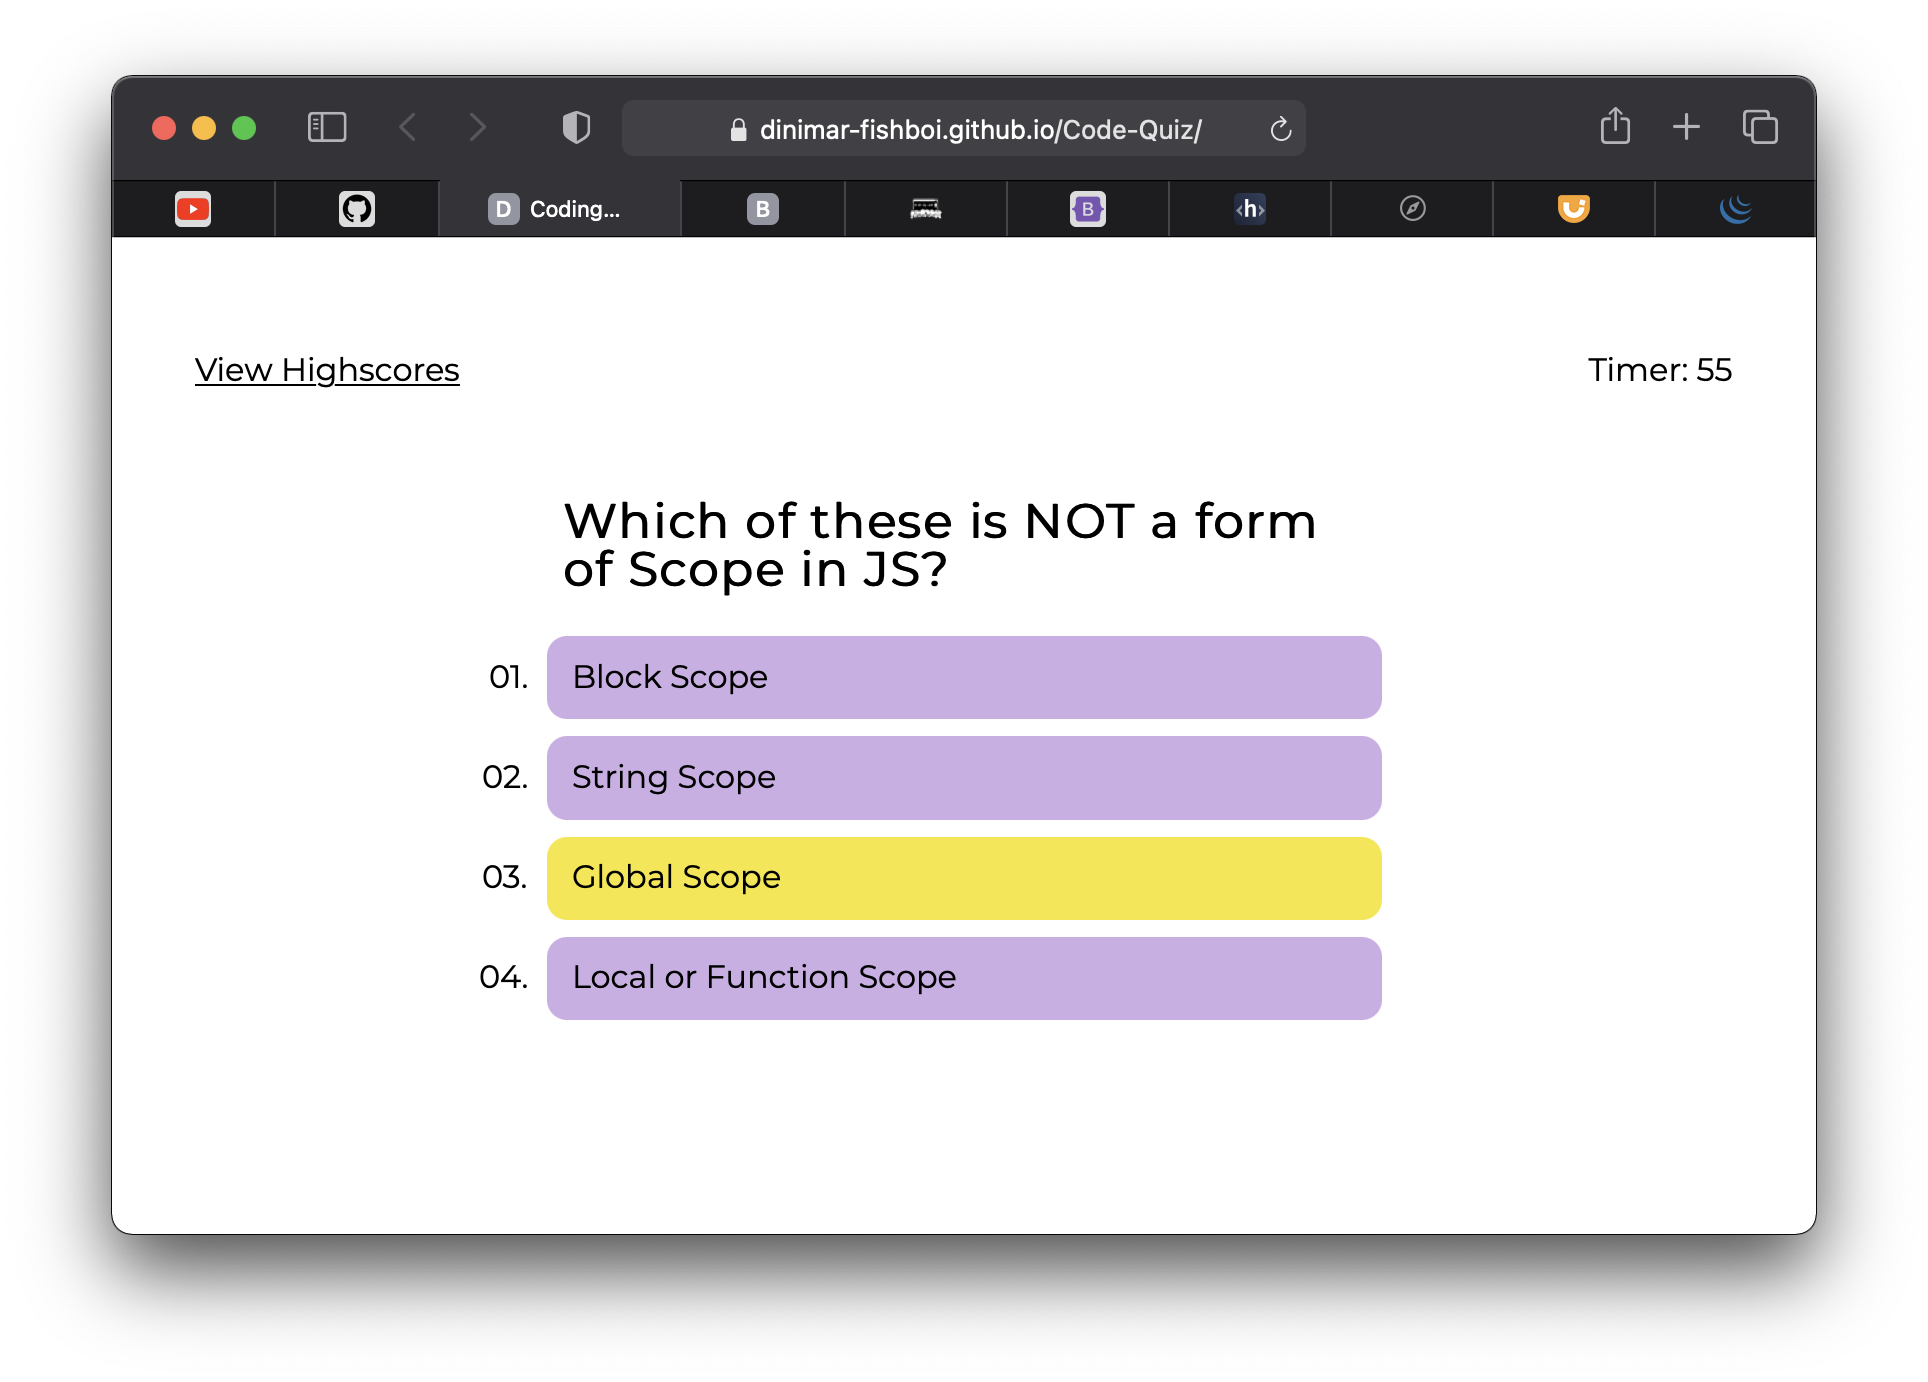 dinimar-fishboi.github.io/Code-Quiz/
D Coding... B B <h>
View Highscores
Timer: 55
Which of these is NOT a form
of Scope in JS?
01. Block Scope
02. String Scope
03. Global Scope
04. Local or Function Scope